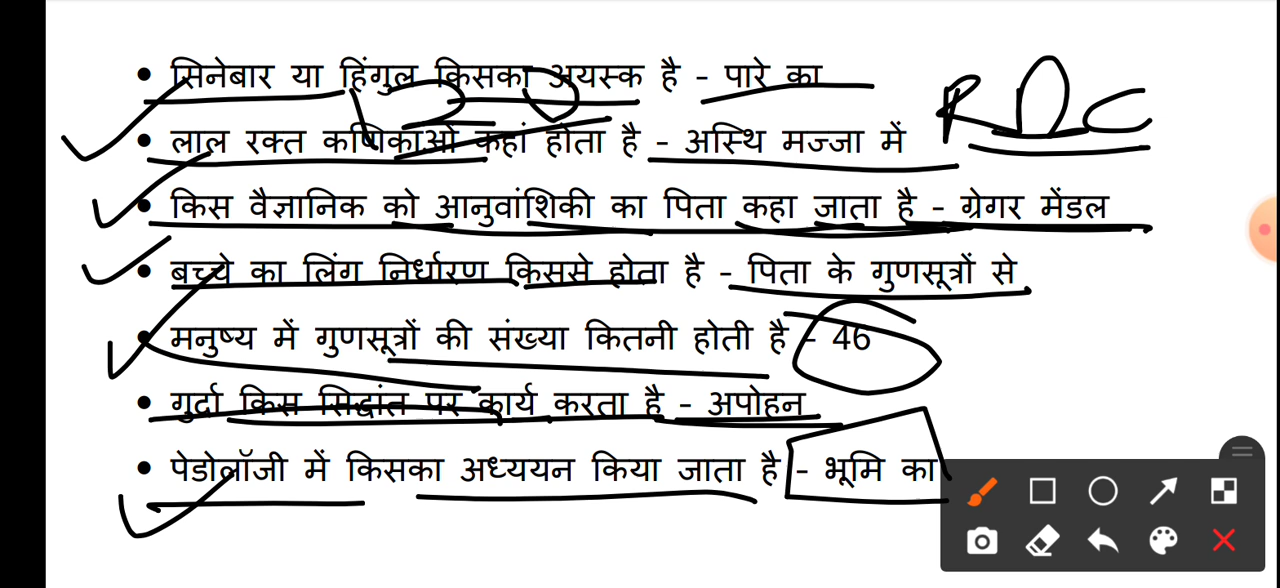 • सिनेबार या हिंगुल किसका अयस्क है - पारे का
• लाल रक्त कणिकाओ कहां होता है - अस्थि मज्जा में
• किस वैज्ञानिक को आनुवांशिकी का पिता कहा जाता है - ग्रेगर मेंडल
• बच्चे का लिंग निर्धारण किससे होता है - पिता के गुणसूत्रों से
• मनुष्य में गुणसूत्रों की संख्या कितनी होती है - 46
• गुर्दा किस सिद्धांत पर कार्य करता है - अपोहन
• पेडोलॉजी में किसका अध्ययन किया जाता है - भूमि का